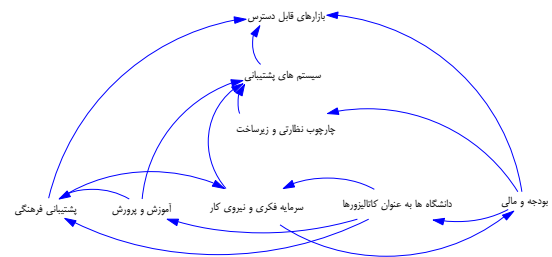 بازارهای قابل دسترس
سیستم های پشتیبانی
چارچوب نظارتی و زیرساخت
بودجه و مالی
دانشگاه ها به عنوان کاتالیزورها
سرمایه فکری و نیروی کار
آموزش و پرورش
پشتیبانی فرهنگی